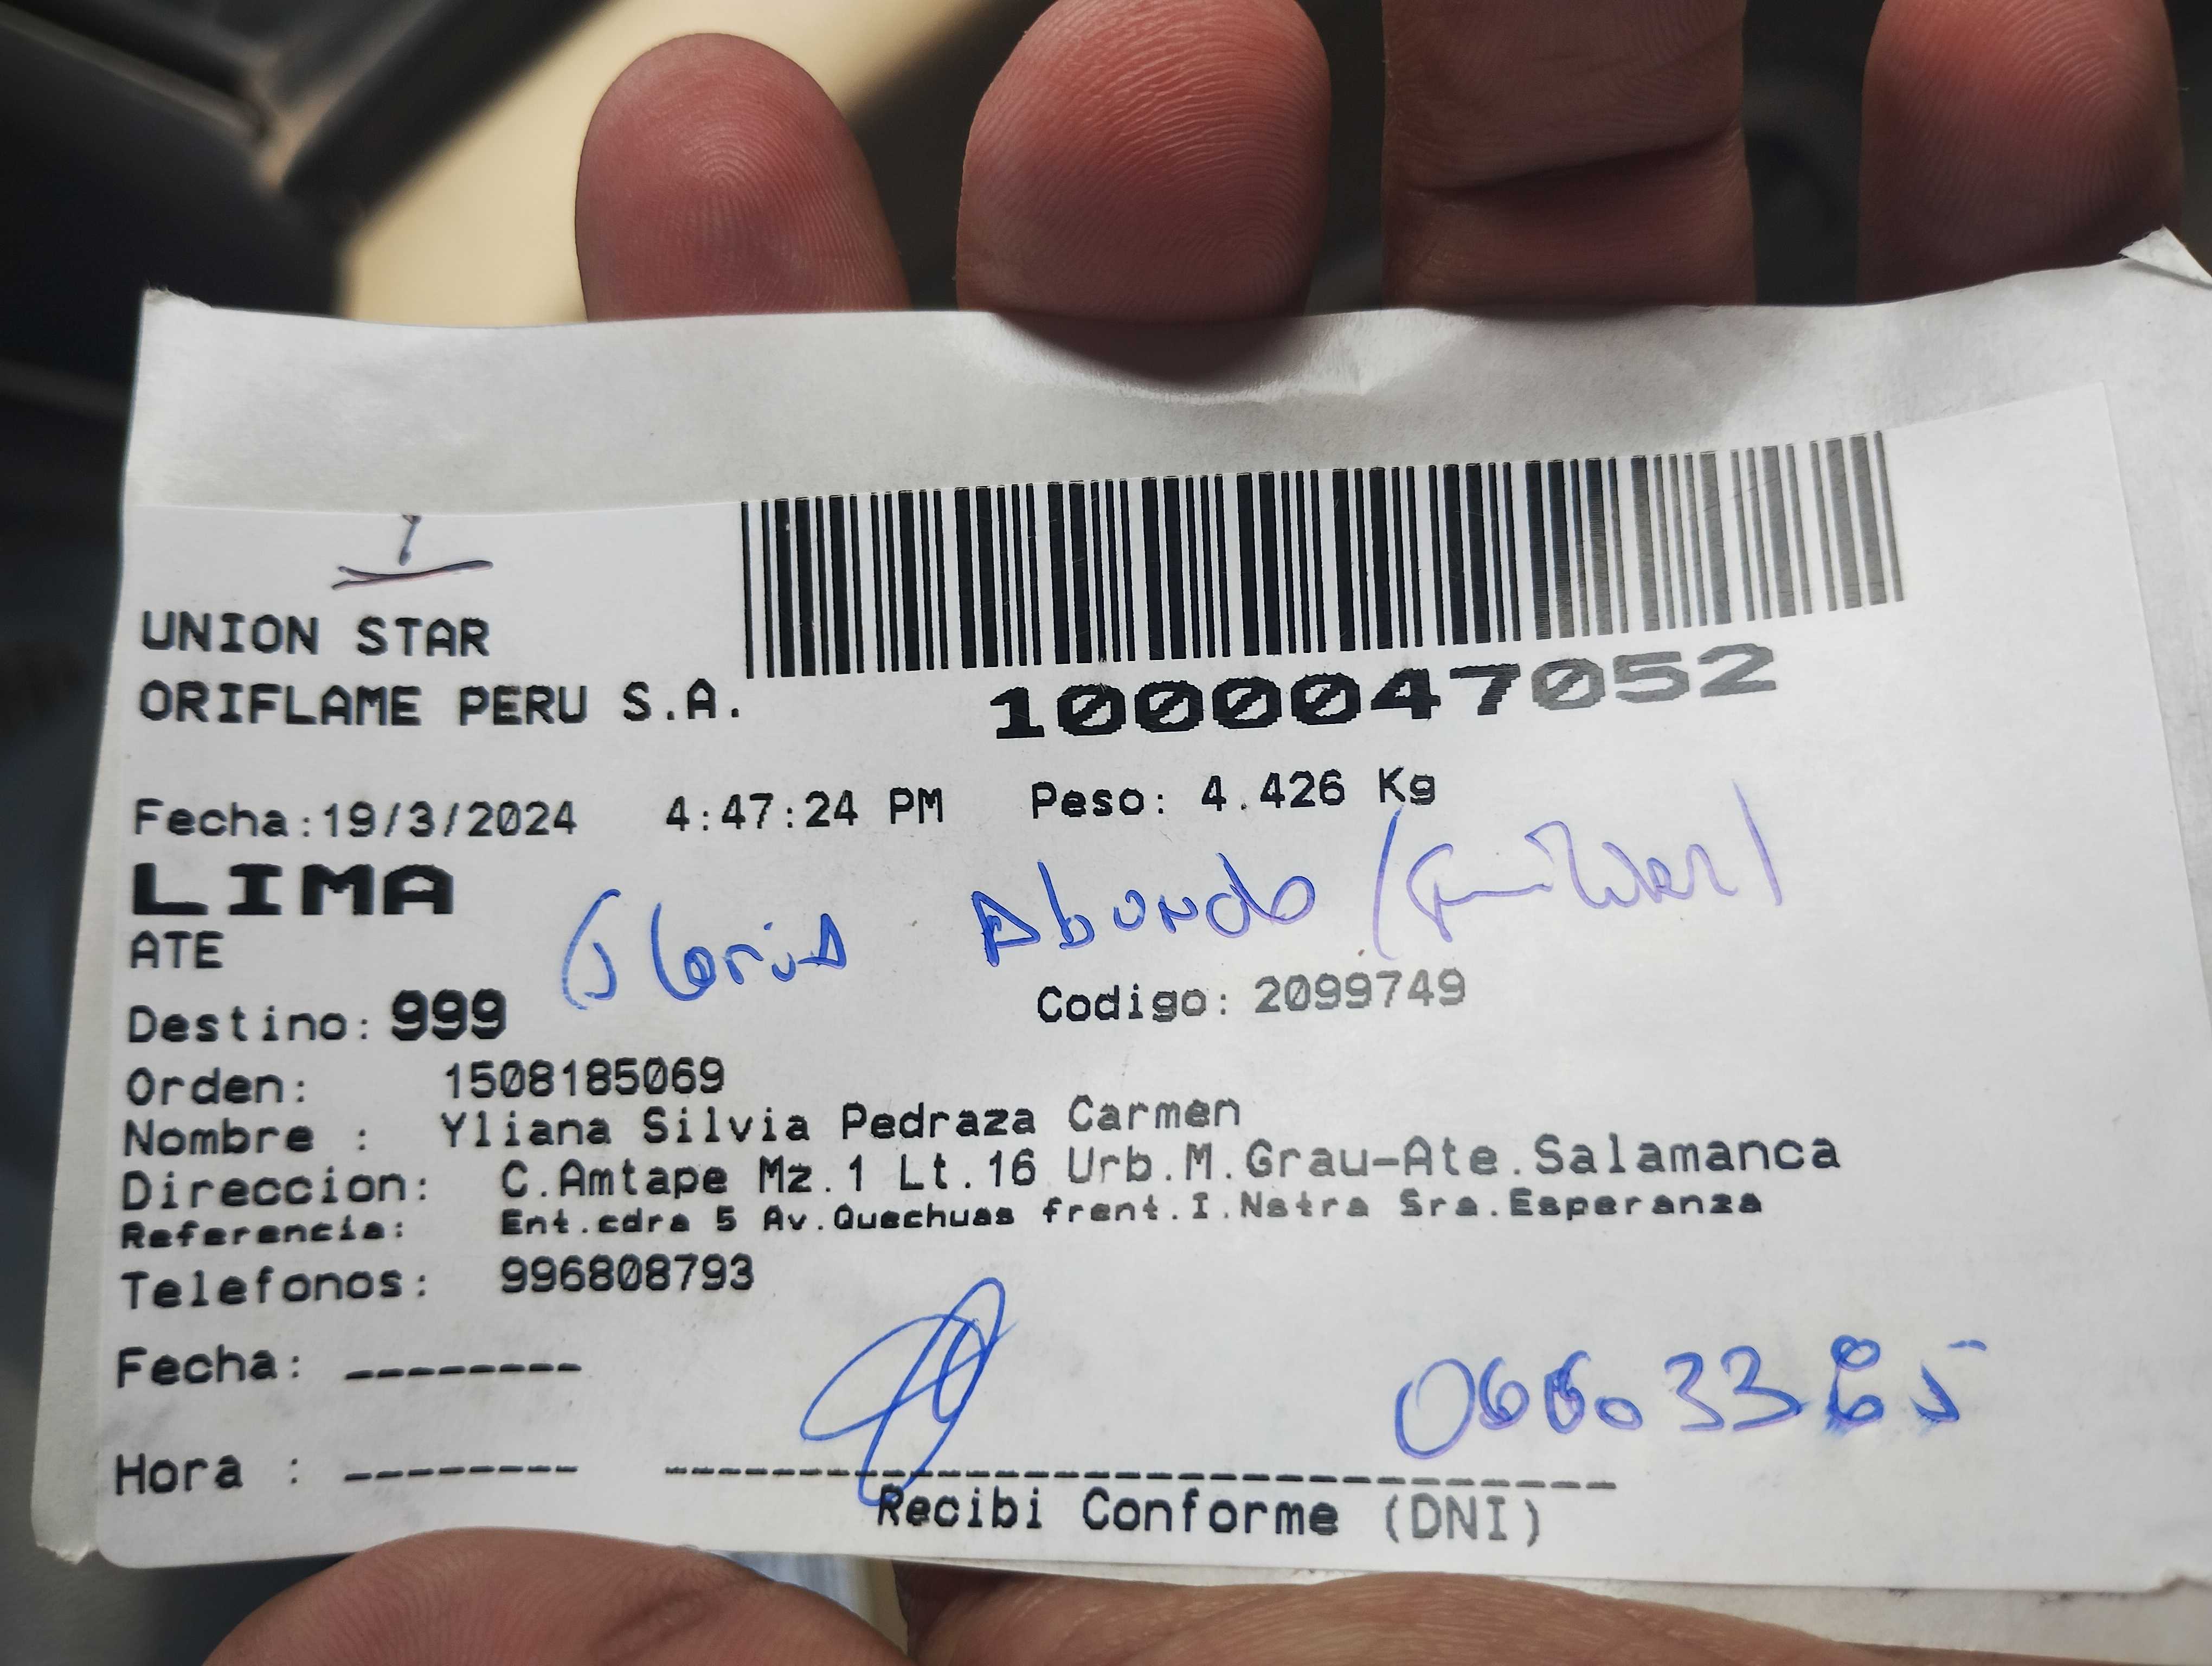 UNION STAR
ORIFLAME PERU S.A.
1000047052
Fecha:19/3/2024 4:47:24 PM Peso: 4.426 Kg
LIMA
Gloria Abundo
ATE
Destino: 999 Codigo: 2099749
Orden: 1508185069
Nombre : Yliana Silvia Pedraza Carmen
Direccion: C.Amtape Mz.1 Lt.16 Urb.M.Grau-Ate.Salamanca
Referencia: Ent.cdra 5 Av.Quechuas frent.I.Nstra Sra.Esperanza
Telefonos: 996808793
Fecha: --------
Hora : --------
Recibi Conforme (DNI)